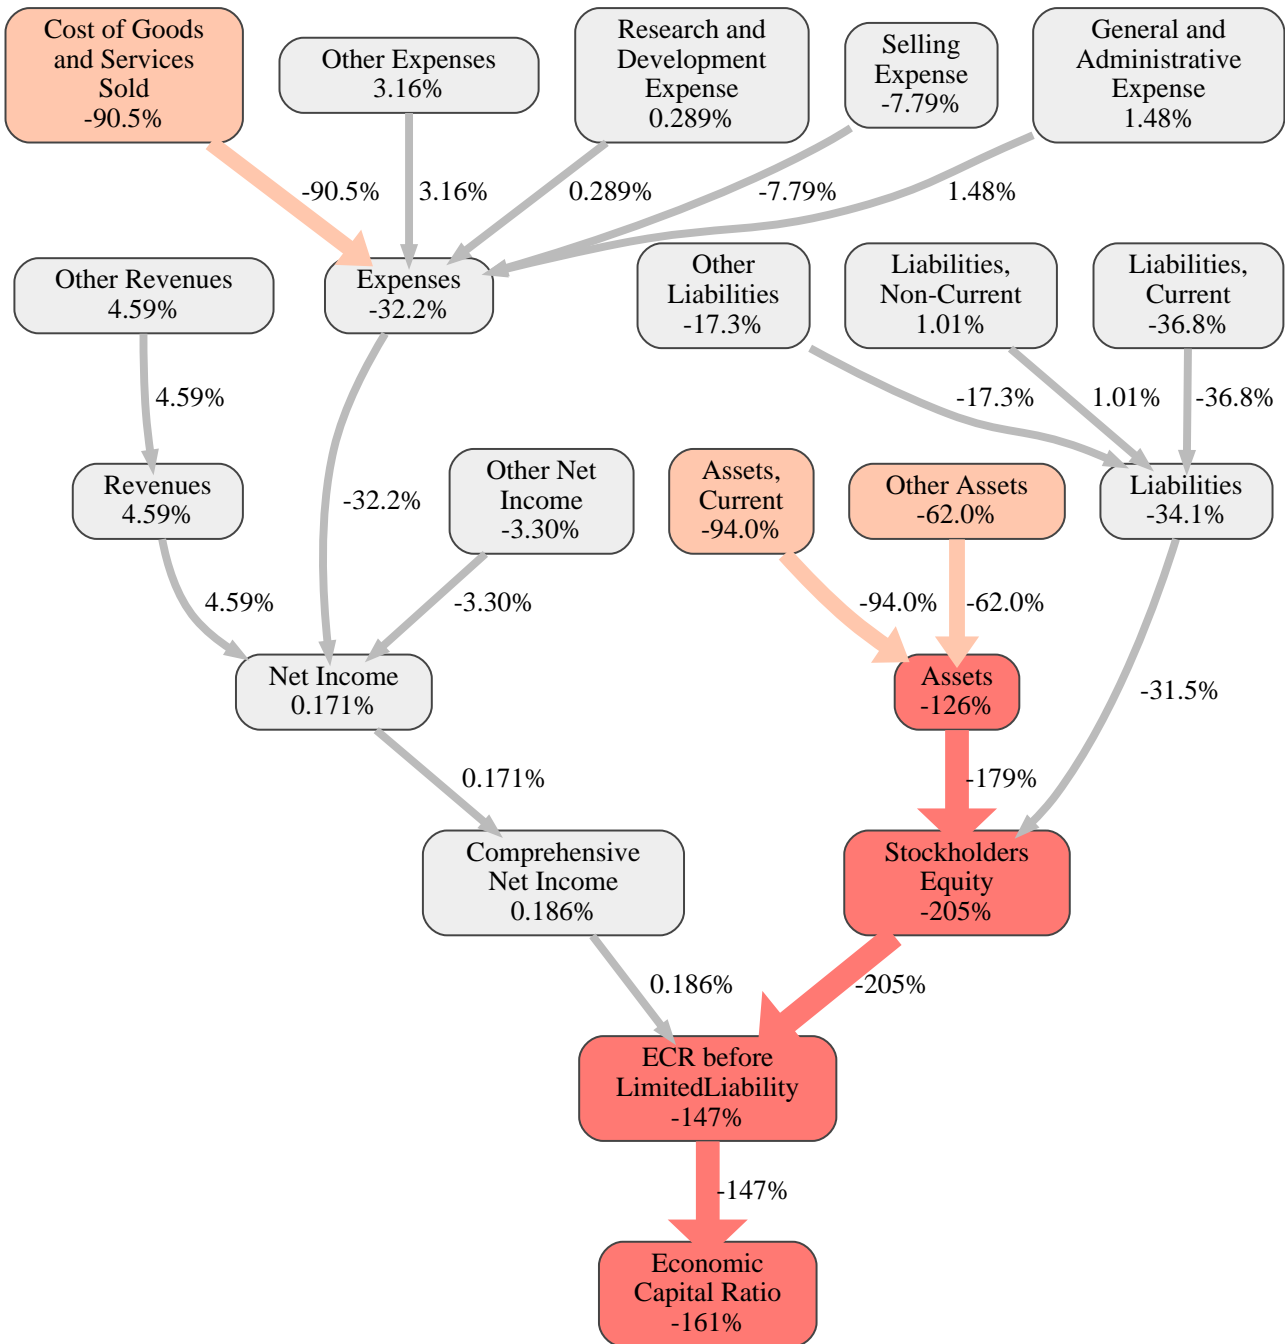 Cost of Goods
and Services
Sold
-90.5%
Other Expenses
3.16%
Research and
Development
Expense
0.289%
Selling
Expense
-7.79%
General and
Administrative
Expense
1.48%
-90.5%
3.16%
0.289%
-7.79%
1.48%
Other Revenues
4.59%
Expenses
-32.2%
Other
Liabilities
-17.3%
Liabilities,
Non-Current
1.01%
Liabilities,
Current
-36.8%
4.59%
-17.3%
1.01%
-36.8%
Revenues
4.59%
-32.2%
Other Net
Income
-3.30%
Assets,
Current
-94.0%
Other Assets
-62.0%
Liabilities
-34.1%
4.59%
-3.30%
-94.0%
-62.0%
Net Income
0.171%
Assets
-126%
-31.5%
0.171%
-179%
Comprehensive
Net Income
0.186%
Stockholders
Equity
-205%
0.186%
-205%
ECR before
LimitedLiability
-147%
-147%
Economic
Capital Ratio
-161%